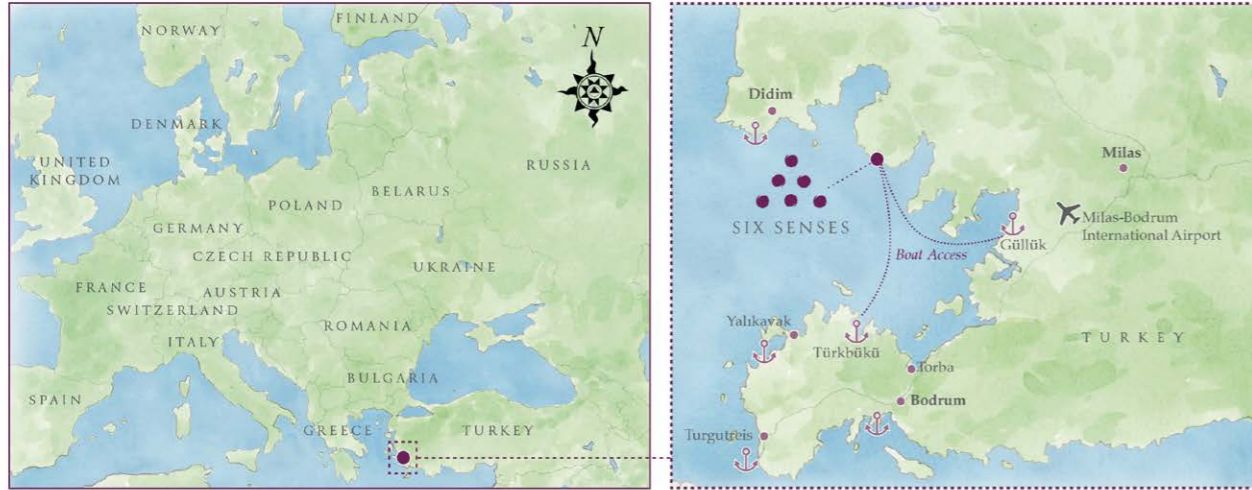 NORWAY
FINLAND
N
DENMARK
UNITED
KINGDOM
RUSSIA
BELARUS
POLAND
GERMANY
CZECH REPUBLIC
UKRAINE
FRANCE
AUSTRIA
SWITZERLAND
ROMANIA
ITALY
BULGARIA
SPAIN
GREECE
TURKEY
Didim
Milas
SIX SENSES
Milas-Bodrum
International Airport
Güllük
Boat Access
Yalıkavak
Türkbükü
TURKEY
Torba
Bodrum
Turgutreis